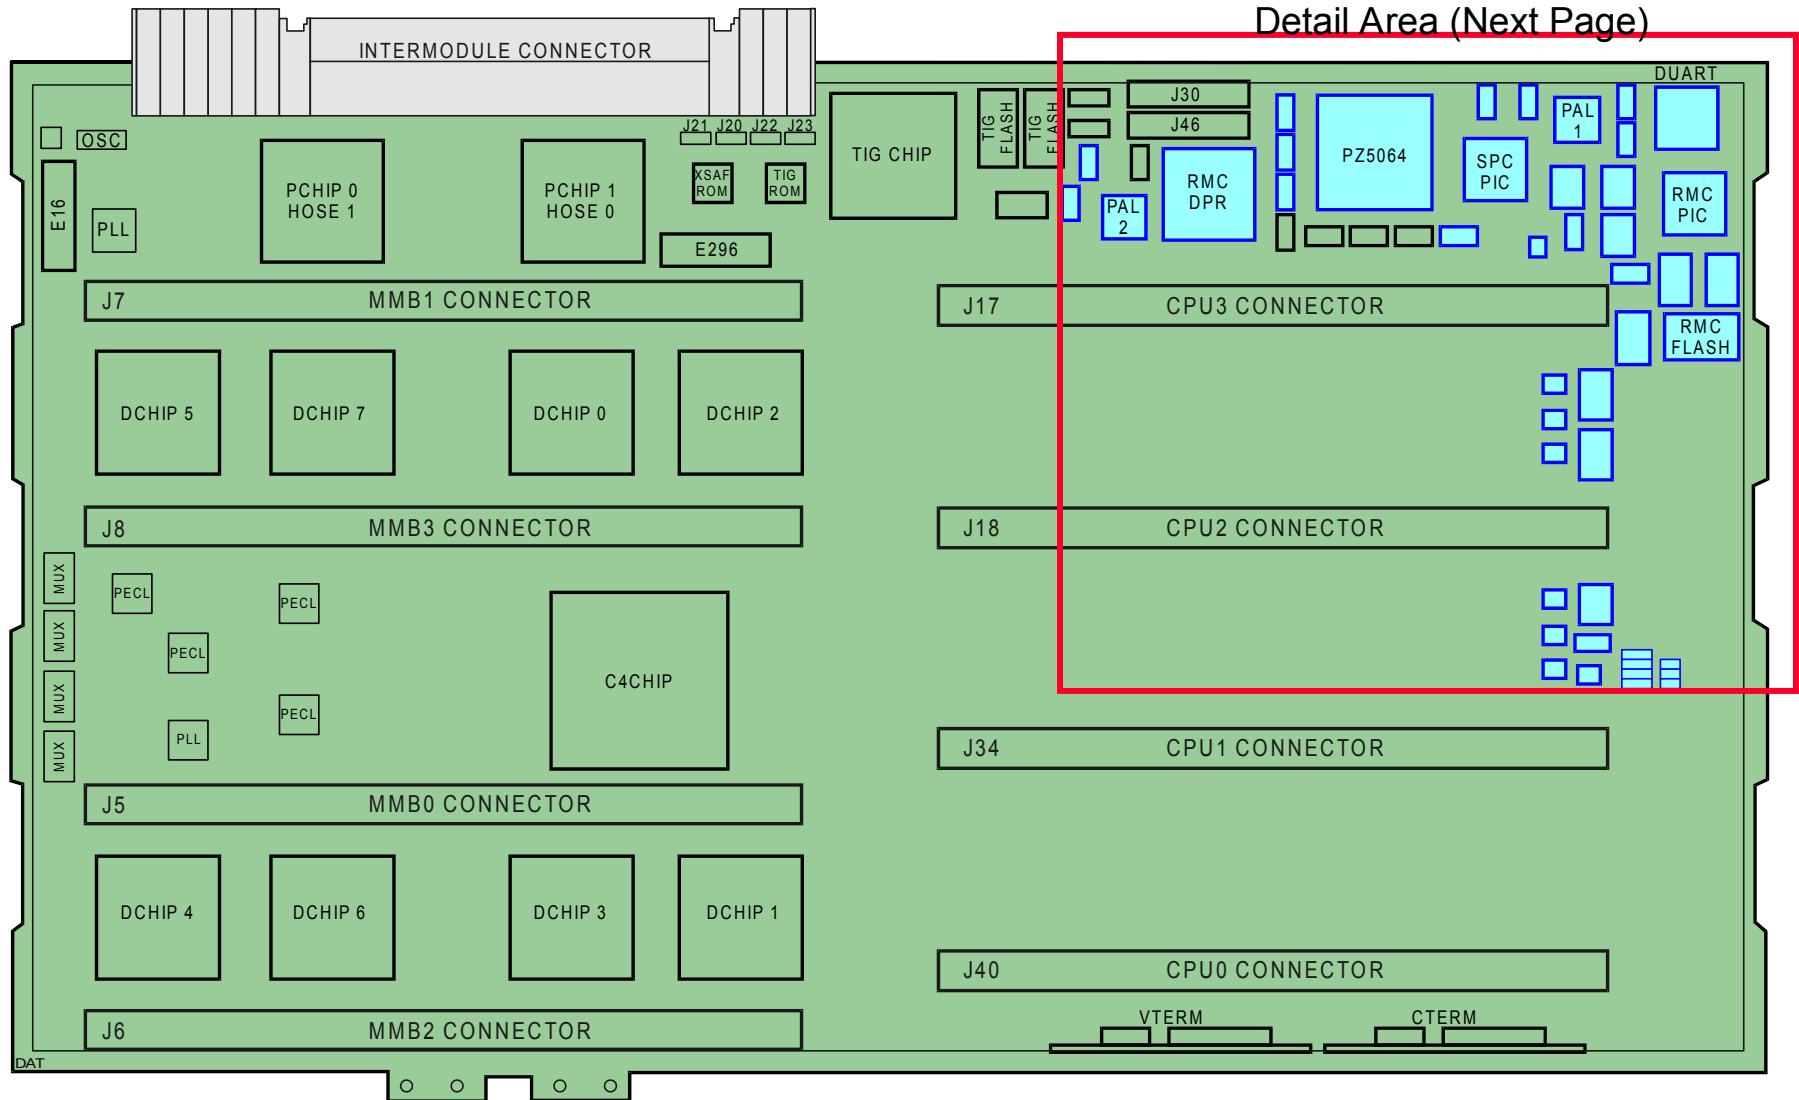 Detail Area (Next Page)
INTERMODULE CONNECTOR
DUART
J30
J46
J21 J20 J22 J23
OSC
TIG CHIP
TIG
FLASH
TIG
FLASH
PAL
1
PZ5064
SPC
PIC
PCHIP 0
HOSE 1
PCHIP 1
HOSE 0
XSAF
ROM
TIG
ROM
RMC
DPR
RMC
PIC
E16
PLL
PAL
2
E296
J7 MMB1 CONNECTOR
J17 CPU3 CONNECTOR
RMC
FLASH
DCHIP 5
DCHIP 7
DCHIP 0
DCHIP 2
J8 MMB3 CONNECTOR
J18 CPU2 CONNECTOR
MUX
MUX
MUX
MUX
PECL
PECL
PECL
PECL
PLL
C4CHIP
J34 CPU1 CONNECTOR
J5 MMB0 CONNECTOR
DCHIP 4
DCHIP 6
DCHIP 3
DCHIP 1
J40 CPU0 CONNECTOR
J6 MMB2 CONNECTOR
VTERM
CTERM
DAT